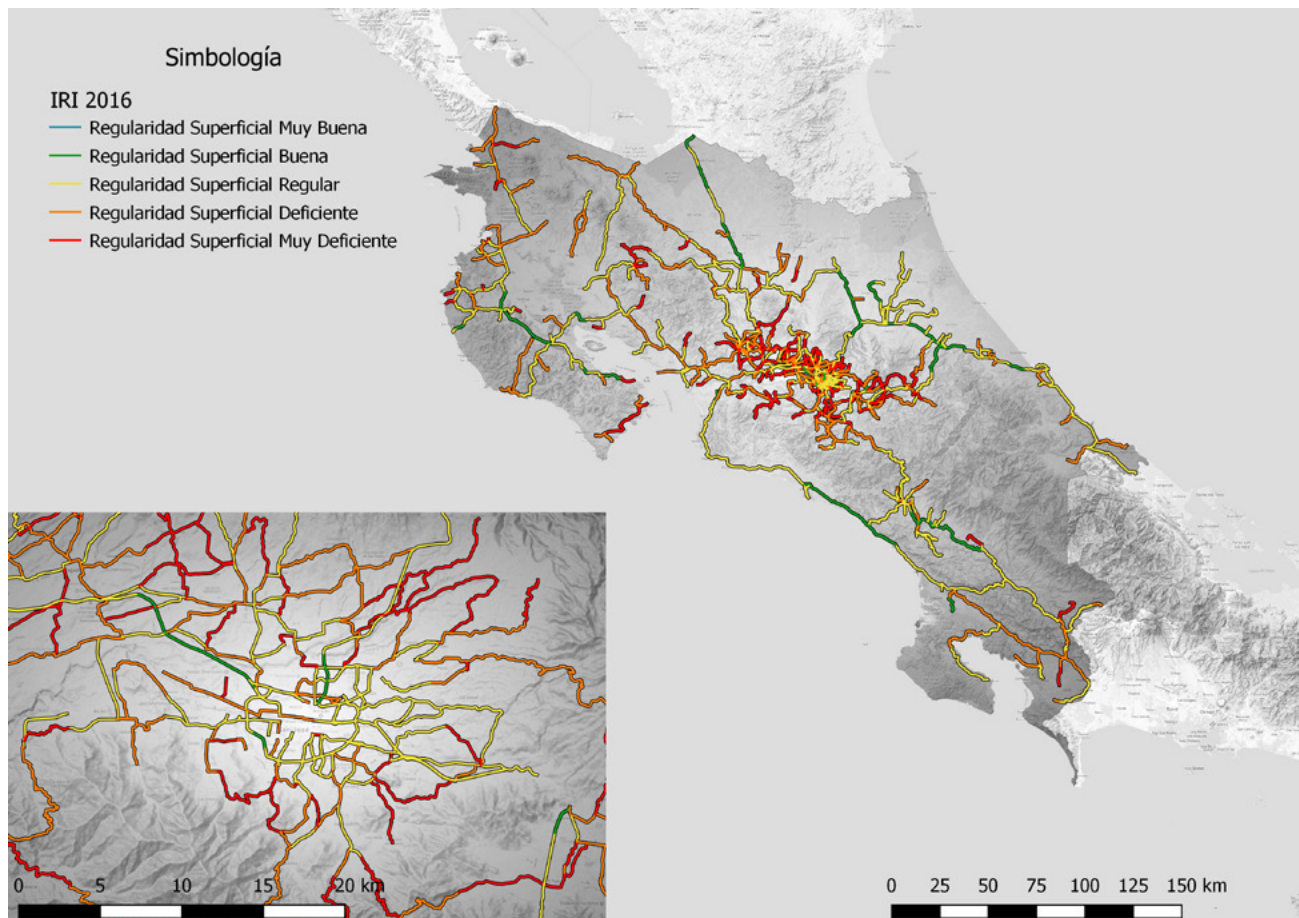 Simbología
IRI 2016
Regularidad Superficial Muy Buena
Regularidad Superficial Buena
Regularidad Superficial Regular
Regularidad Superficial Deficiente
Regularidad Superficial Muy Deficiente
0 5 10 15 20 km
0 25 50 75 100 125 150 km